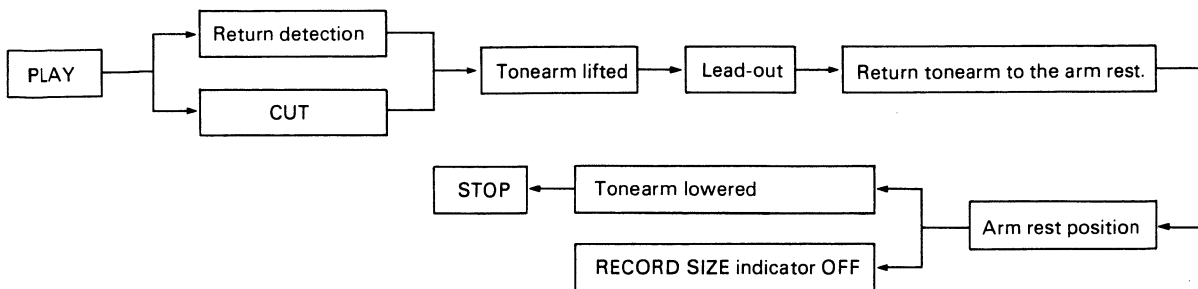 PLAY
Return detection
CUT
Tonearm lifted
Lead-out
Return tonearm to the arm rest.
STOP
Tonearm lowered
RECORD SIZE indicator OFF
Arm rest position